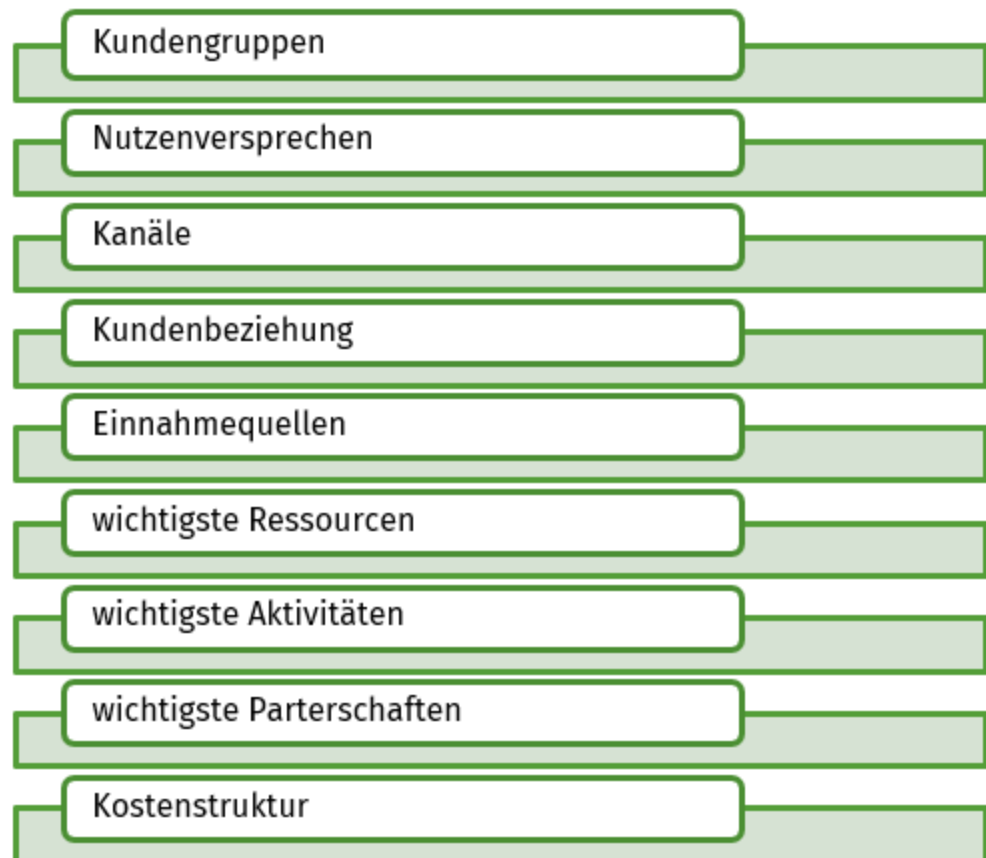 Kundengruppen
Nutzenversprechen
Kanäle
Kundenbeziehung
Einnahmequellen
wichtigste Ressourcen
wichtigste Aktivitäten
wichtigste Parterschaften
Kostenstruktur